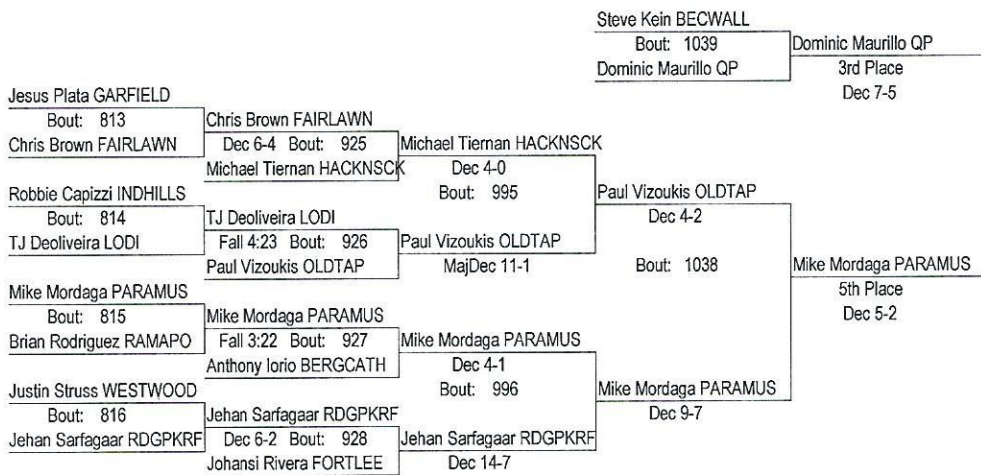 Steve Kein BECWALL
Bout: 1039
Dominic Maurillo QP
Dominic Maurillo QP
3rd Place
Dec 7-5
Jesus Plata GARFIELD
Bout: 813
Chris Brown FAIRLAWN
Chris Brown FAIRLAWN
Dec 6-4 Bout: 925
Michael Tiernan HACKNSCK
Michael Tiernan HACKNSCK
Dec 4-0
Bout: 995
Robbie Capizzi INDHILLS
Bout: 814
TJ Deoliveira LODI
TJ Deoliveira LODI
Fall 4:23 Bout: 926
Paul Vizoukis OLDTAP
Paul Vizoukis OLDTAP
MajDec 11-1
Paul Vizoukis OLDTAP
Dec 4-2
Bout: 1038
Mike Mordaga PARAMUS
5th Place
Dec 5-2
Mike Mordaga PARAMUS
Bout: 815
Brian Rodriguez RAMAPO
Mike Mordaga PARAMUS
Fall 3:22 Bout: 927
Anthony Iorio BERGCATH
Mike Mordaga PARAMUS
Dec 4-1
Bout: 996
Justin Struss WESTWOOD
Bout: 816
Jehan Sarfagaar RDGPKRF
Jehan Sarfagaar RDGPKRF
Dec 6-2 Bout: 928
Johansi Rivera FORTLEE
Jehan Sarfagaar RDGPKRF
Dec 14-7
Mike Mordaga PARAMUS
Dec 9-7